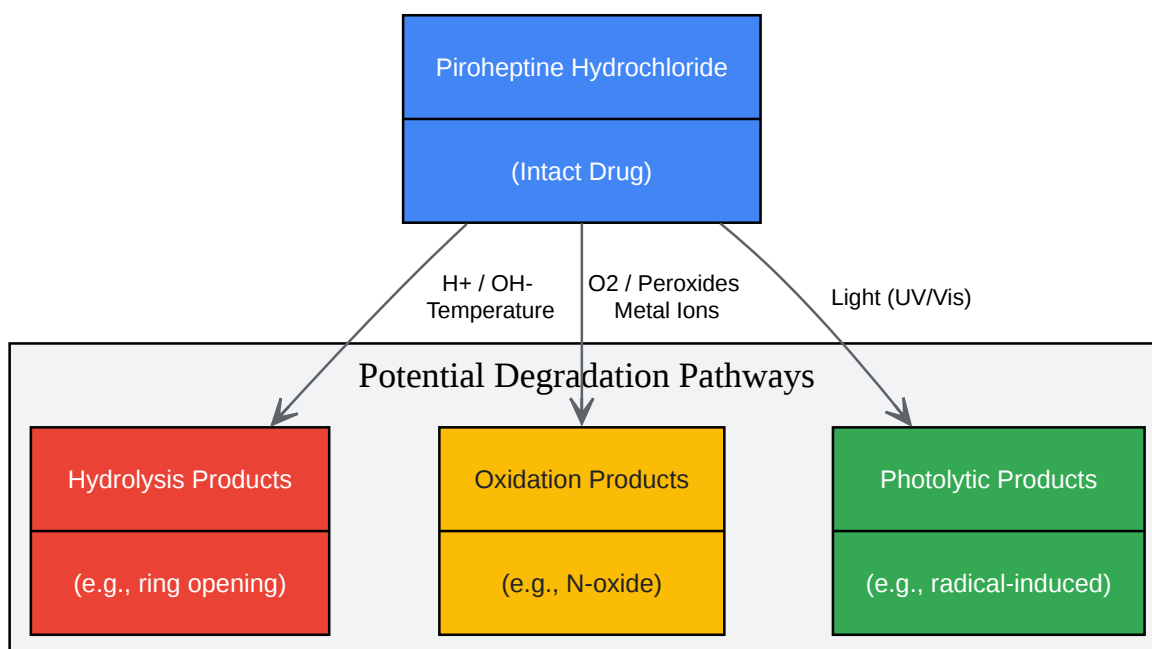 Piroheptine Hydrochloride
(Intact Drug)
H+ / OH-
Temperature
O2 / Peroxides
Metal Ions
Light (UV/Vis)
Potential Degradation Pathways
Hydrolysis Products
(e.g., ring opening)
Oxidation Products
(e.g., N-oxide)
Photolytic Products
(e.g., radical-induced)